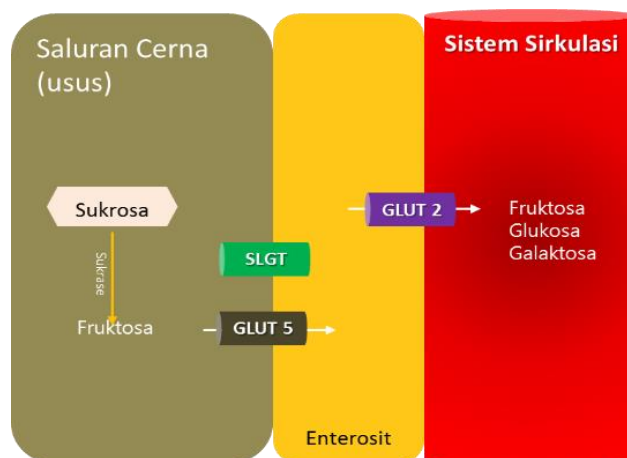 Saluran Cerna
(usus)
Sistem Sirkulasi
Sukrosa
Sukrase
Fruktosa
SLGT
GLUT 5
GLUT 2
Fruktosa
Glukosa
Galaktosa
Enterosit